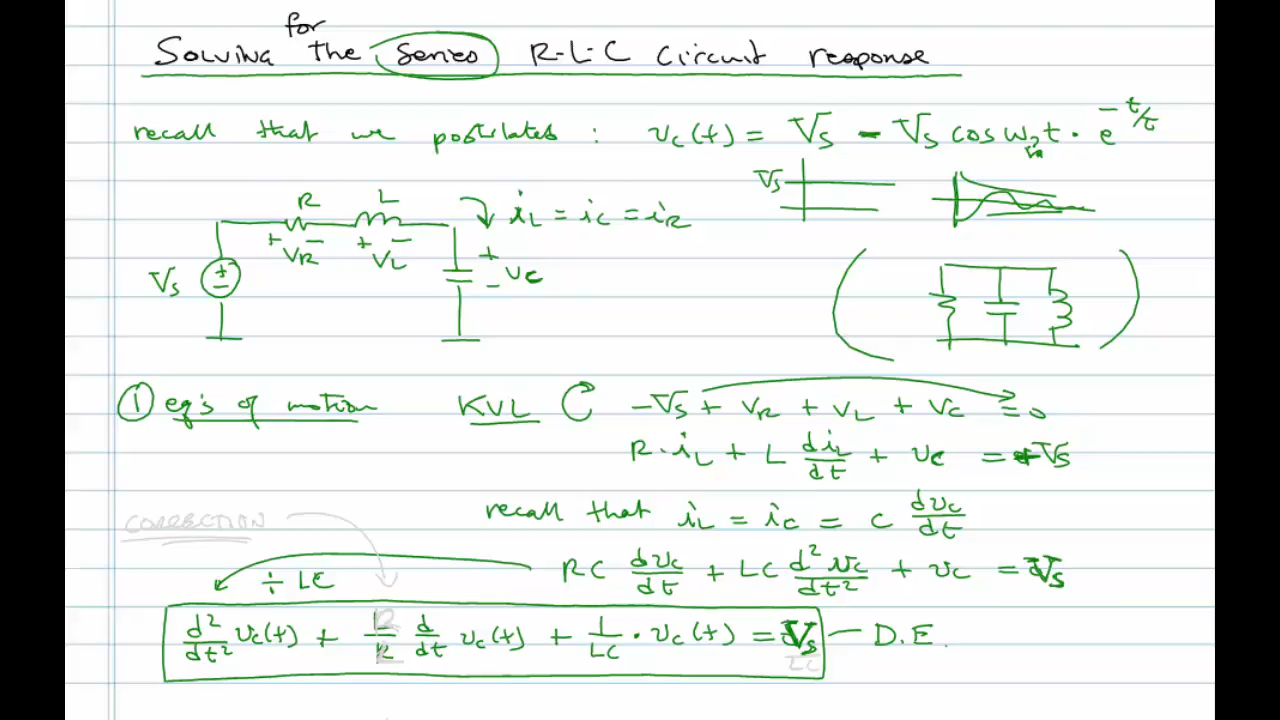 Solving for the series R-L-C circuit response
recall that we postulated : vc(t) = Vs - Vs cos ωn t · e^-t/τ
Vs
R L iL = iC = iR
+ VR - + VL -
Vs + - + vc -
① eq's of motion KVL -Vs + VR + VL + VC = 0
R·iL + L diL/dt + vc = +Vs
recall that iL = iC = C dvc/dt
CORRECTION
÷ LC RC dvc/dt + LC d²vc/dt² + vc = Vs
d²/dt² vc(t) + R/L d/dt vc(t) + 1/LC · vc(t) = Vs/LC — D.E.